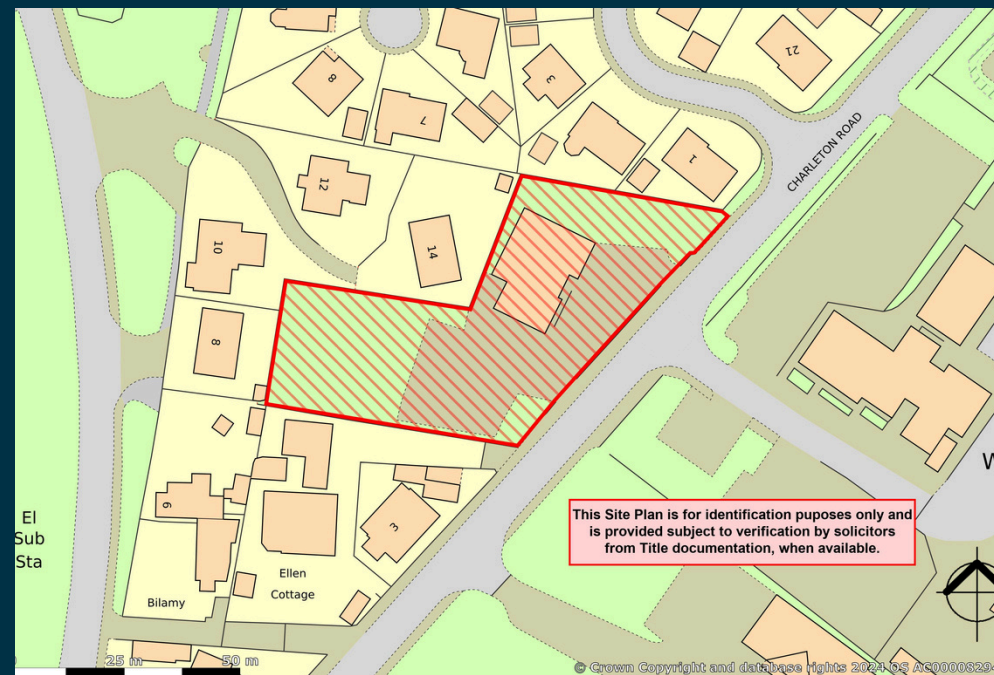 21
8
3
7
1
CHARLETON ROAD
12
10
14
8
W
El
Sub
Sta
9
3
Ellen
Cottage
Bilamy
This Site Plan is for identification puposes only and
is provided subject to verification by solicitors
from Title documentation, when available.
25 m
50 m
© Crown Copyright and database rights 2024 OS AC00008294